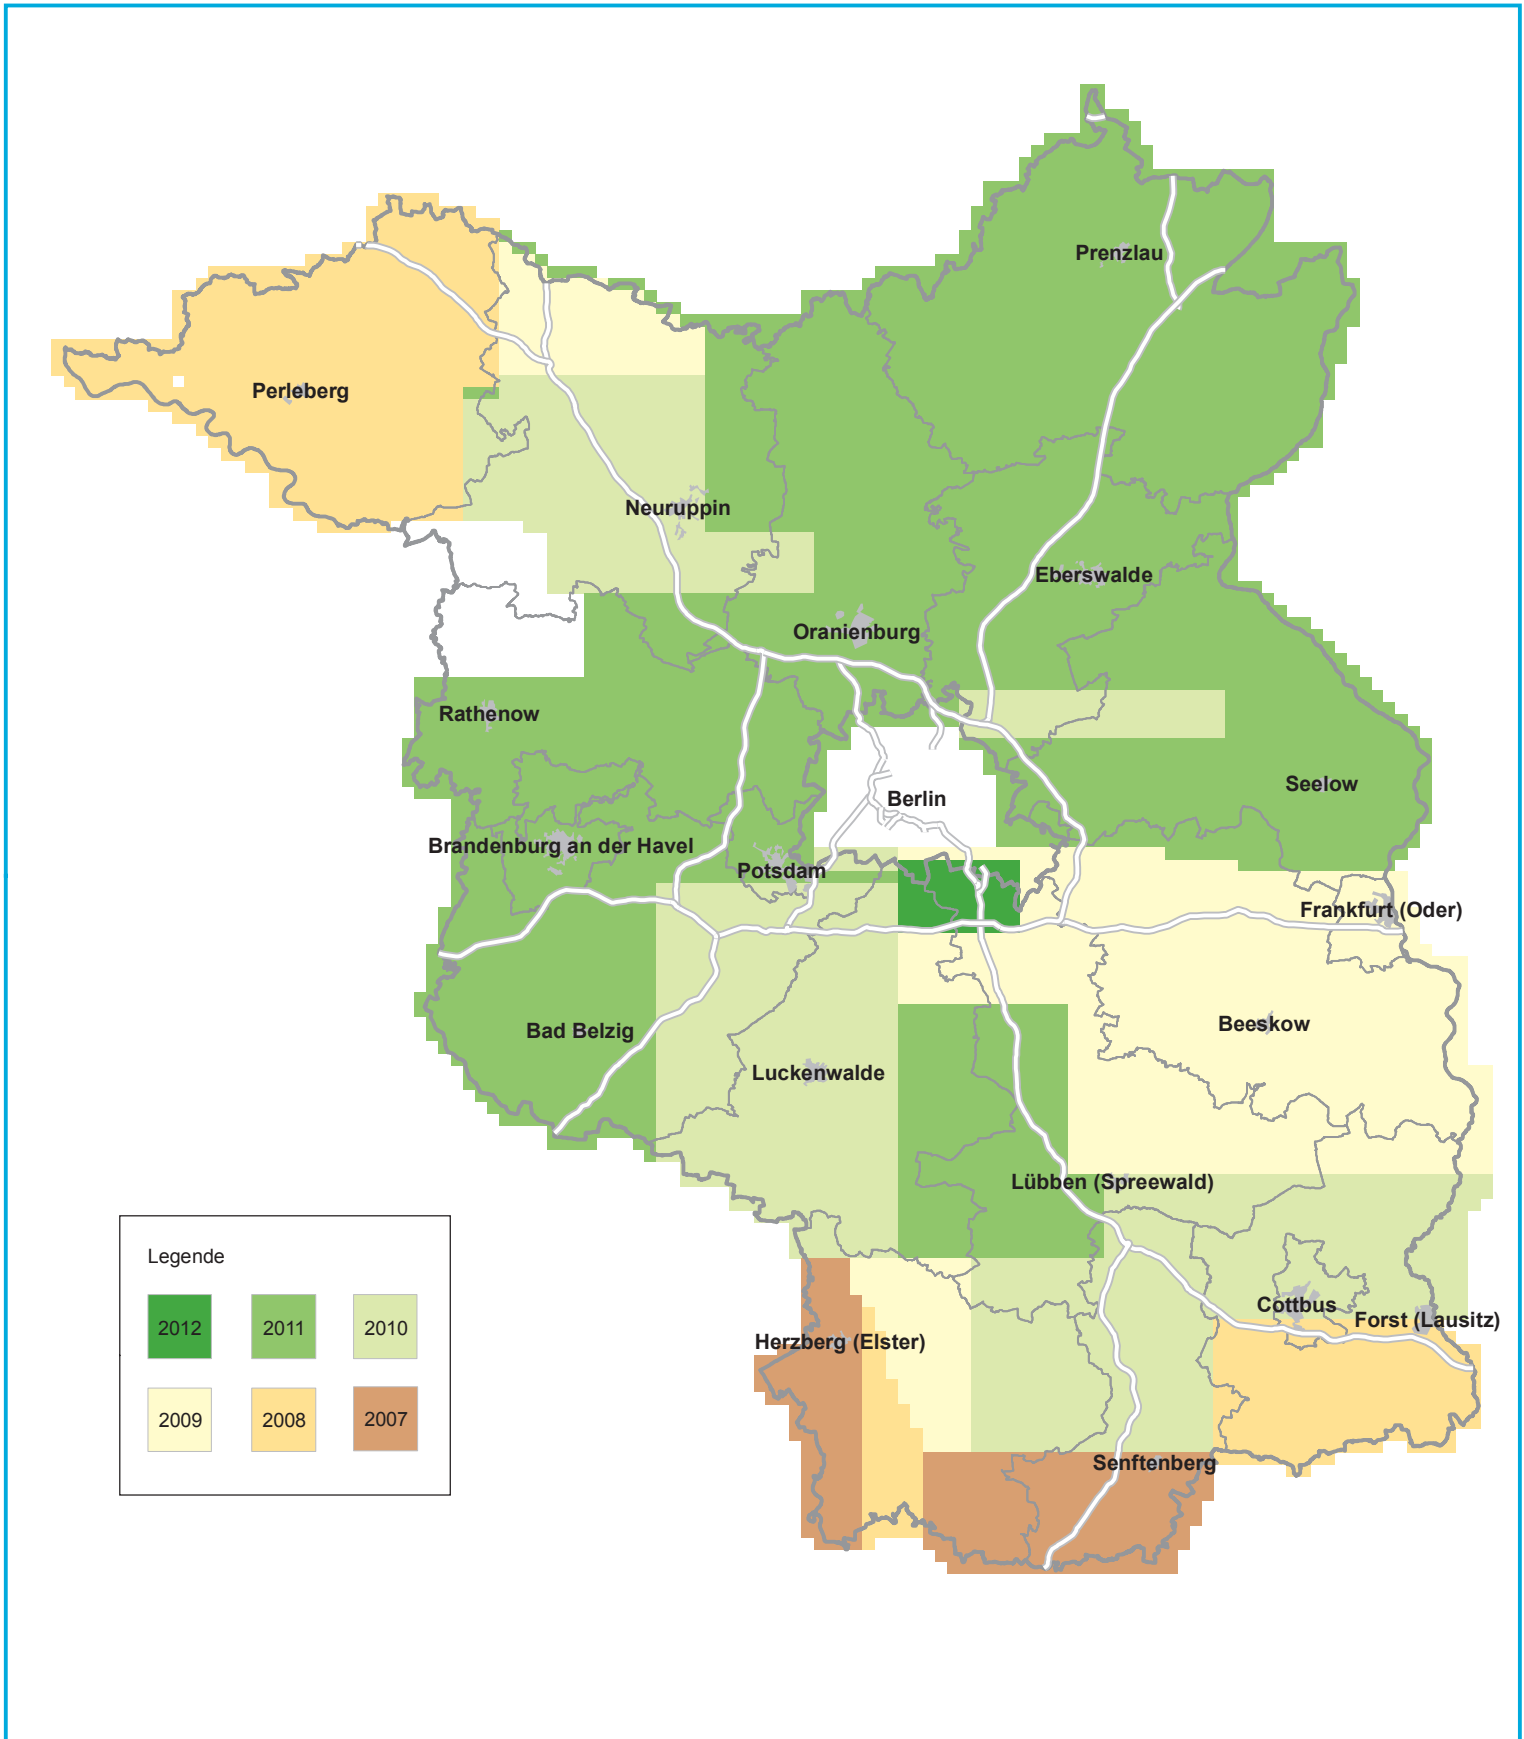 Prenzlau
Perleberg
Neuruppin
Eberswalde
Oranienburg
Rathenow
Seelow
Berlin
Brandenburg an der Havel
Potsdam
Frankfurt (Oder)
Bad Belzig
Beeskow
Luckenwalde
Lübben (Spreewald)
Cottbus
Forst (Lausitz)
Herzberg (Elster)
Senftenberg
Legende
2012 2011 2010
2009 2008 2007